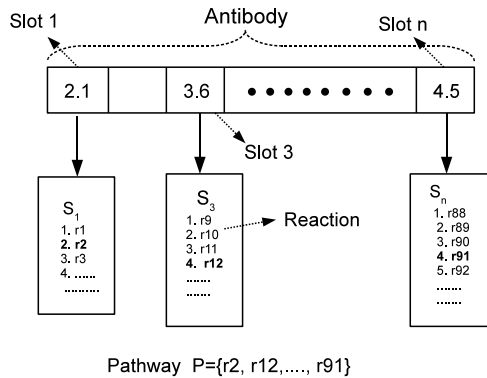 Antibody
Slot 1
Slot n
2.1
3.6
4.5
Slot 3
S1
1. r1
2. r2
3. r3
4. ......
..........
S3
1. r9
2. r10
3. r11
4. r12
......
......
Reaction
Sn
1. r88
2. r89
3. r90
4. r91
5. r92
......
......
Pathway P={r2, r12,...., r91}